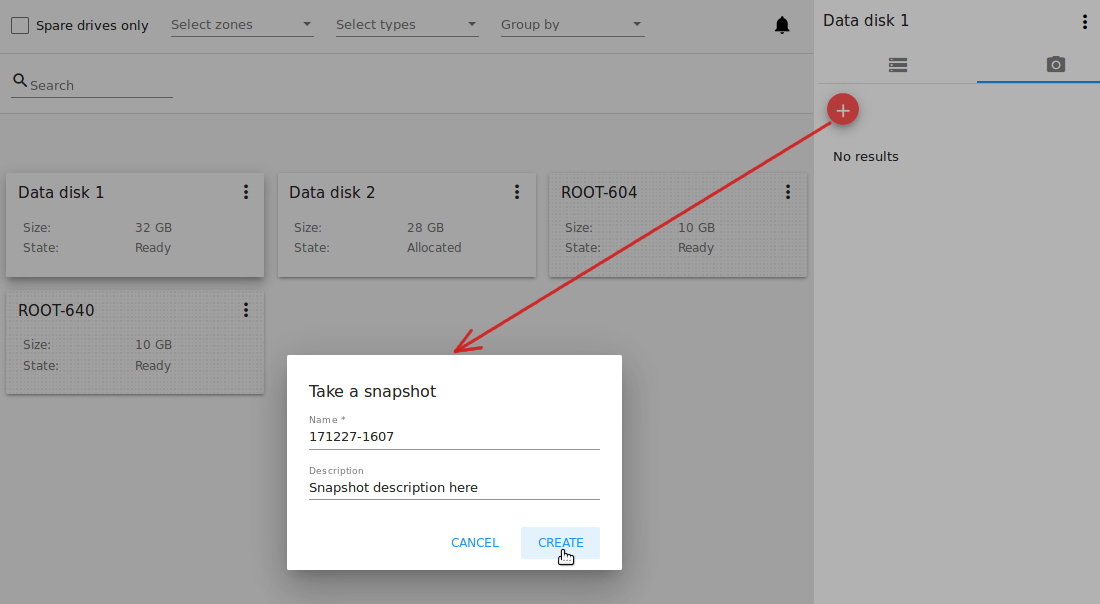 Spare drives only
Select zones
Select types
Group by
Search
Data disk 1
Size: 32 GB
State: Ready
Data disk 2
Size: 28 GB
State: Allocated
ROOT-604
Size: 10 GB
State: Ready
ROOT-640
Size: 10 GB
State: Ready
Data disk 1
No results
Take a snapshot
Name *
171227-1607
Description
Snapshot description here
CANCEL
CREATE